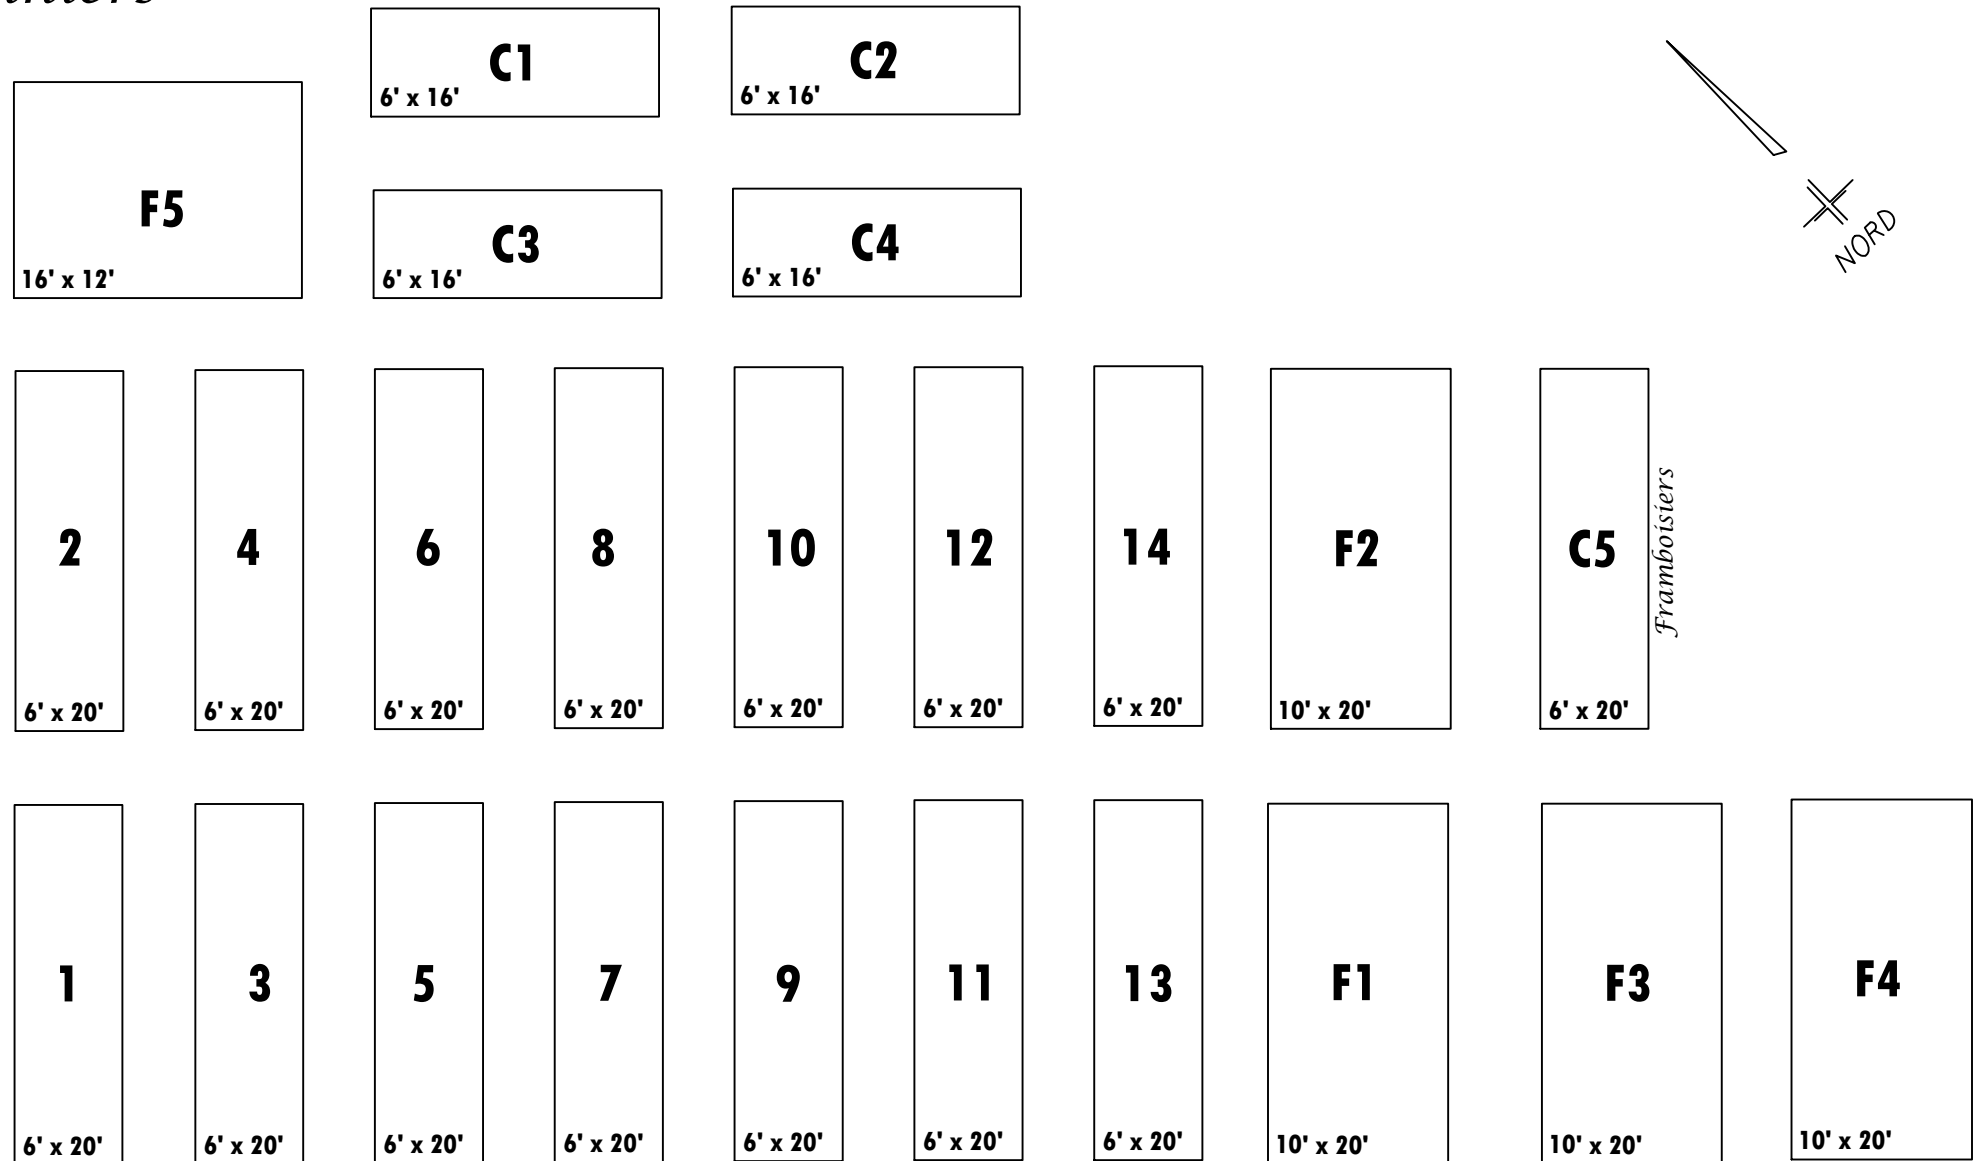 C1
6' x 16'
C2
6' x 16'
F5
16' x 12'
C3
6' x 16'
C4
6' x 16'
NORD
2
6' x 20'
4
6' x 20'
6
6' x 20'
8
6' x 20'
10
6' x 20'
12
6' x 20'
14
6' x 20'
F2
10' x 20'
C5
6' x 20'
Framboisiers
1
6' x 20'
3
6' x 20'
5
6' x 20'
7
6' x 20'
9
6' x 20'
11
6' x 20'
13
6' x 20'
F1
10' x 20'
F3
10' x 20'
F4
10' x 20'